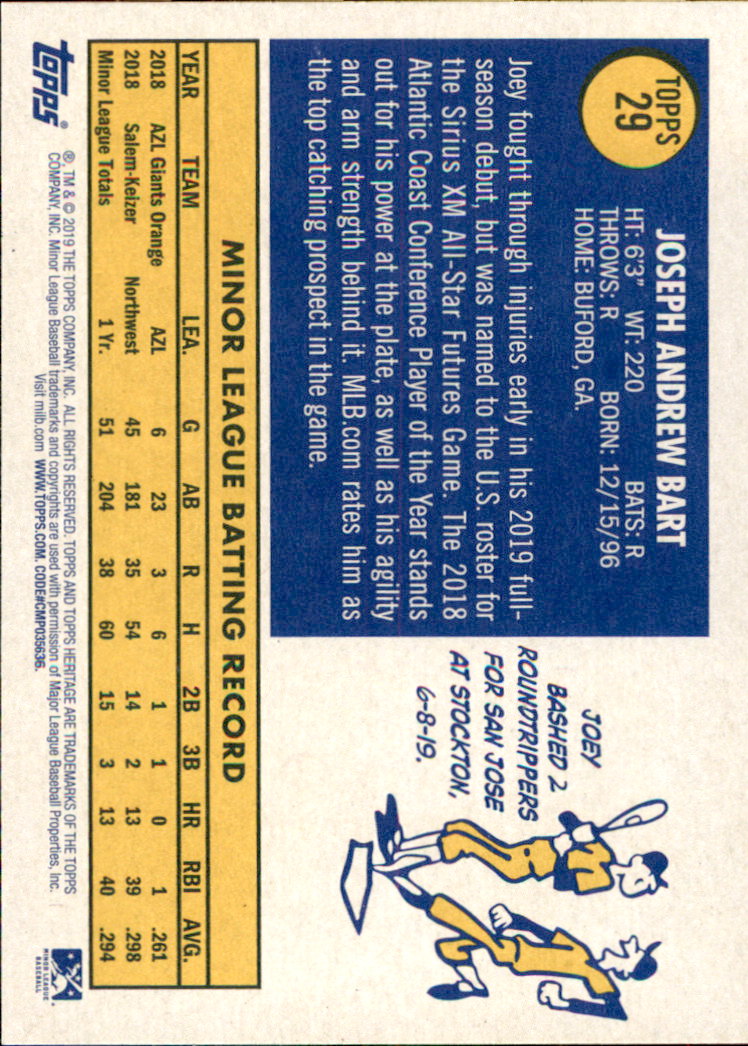 TOPPS
29
JOSEPH ANDREW BART
HT: 6'3" WT: 220 BATS: R
THROWS: R BORN: 12/15/96
HOME: BUFORD, GA.
Joey fought through injuries early in his 2019 full-
season debut, but was named to the U.S. roster for
the Sirius XM All-Star Futures Game. The 2018
Atlantic Coast Conference Player of the Year stands
out for his power at the plate, as well as his agility
and arm strength behind it. MLB.com rates him as
the top catching prospect in the game.
JOEY
BASHED 2
ROUNDTRIPPERS
FOR SAN JOSE
AT STOCKTON,
6-8-19.
MINOR LEAGUE BATTING RECORD
YEAR TEAM LEA. G AB R H 2B 3B HR RBI AVG.
2018 AZL Giants Orange AZL 6 23 3 6 1 1 0 1 .261
2018 Salem-Keizer Northwest 45 181 35 54 14 2 13 39 .298
Minor League Totals 1 Yr. 51 204 38 60 15 3 13 40 .294
topps®
®, TM & © 2019 THE TOPPS COMPANY, INC. ALL RIGHTS RESERVED. TOPPS AND TOPPS HERITAGE ARE TRADEMARKS OF THE TOPPS
COMPANY, INC. Minor League Baseball trademarks and copyrights are used with permission of Major League Baseball Properties, Inc.
Visit milb.com WWW.TOPPS.COM. CODE#CMP035636.
MINOR LEAGUE
BASEBALL